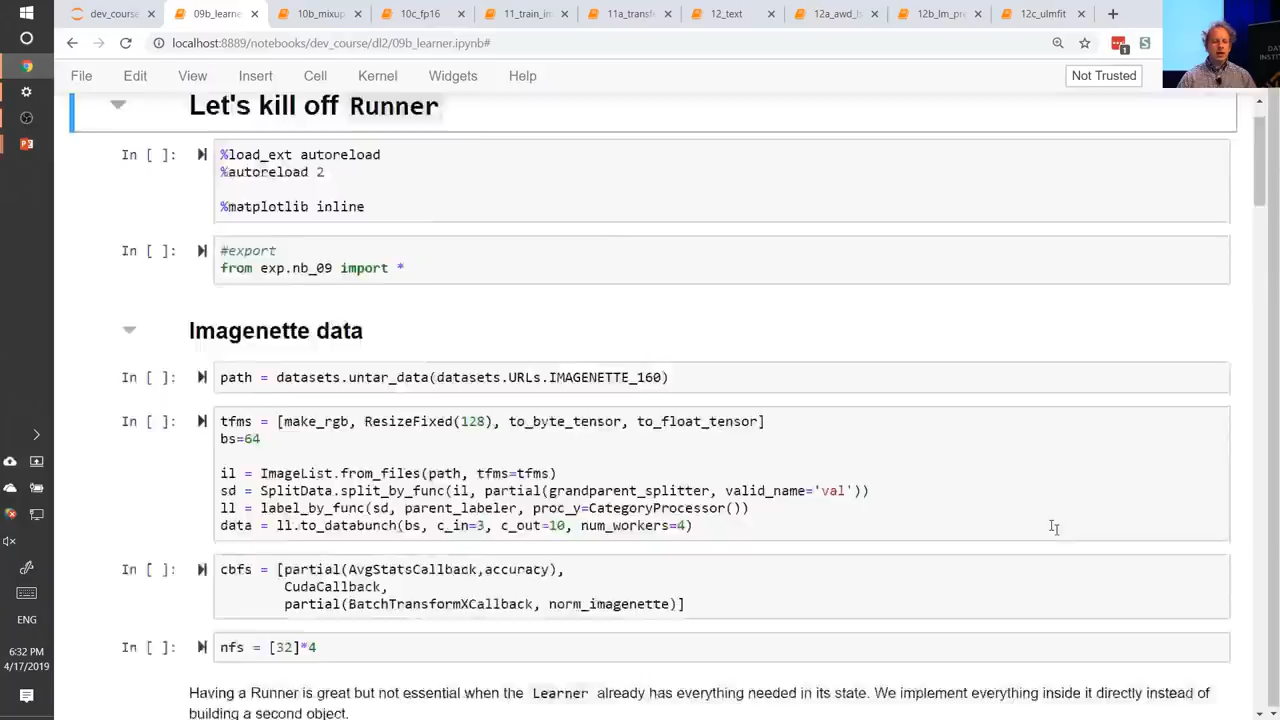 dev_course/
09b_learne
10b_mixup
10c_fp16
11_train_in
11a_transfe
12_text
12a_awd_ls
12b_lm_pre
12c_ulmfit
localhost:8889/notebooks/dev_course/dl2/09b_learner.ipynb#
1
File Edit View Insert Cell Kernel Widgets Help
Not Trusted
Let's kill off Runner
In [ ]:
%load_ext autoreload
%autoreload 2
%matplotlib inline
In [ ]:
#export
from exp.nb_09 import *
Imagenette data
In [ ]:
path = datasets.untar_data(datasets.URLs.IMAGENETTE_160)
In [ ]:
tfms = [make_rgb, ResizeFixed(128), to_byte_tensor, to_float_tensor]
bs=64
il = ImageList.from_files(path, tfms=tfms)
sd = SplitData.split_by_func(il, partial(grandparent_splitter, valid_name='val'))
ll = label_by_func(sd, parent_labeler, proc_y=CategoryProcessor())
data = ll.to_databunch(bs, c_in=3, c_out=10, num_workers=4)
In [ ]:
cbfs = [partial(AvgStatsCallback,accuracy),
CudaCallback,
partial(BatchTransformXCallback, norm_imagenette)]
In [ ]:
nfs = [32]*4
Having a Runner is great but not essential when the Learner already has everything needed in its state. We implement everything inside it directly instead of
building a second object.
ENG
6:32 PM
4/17/2019